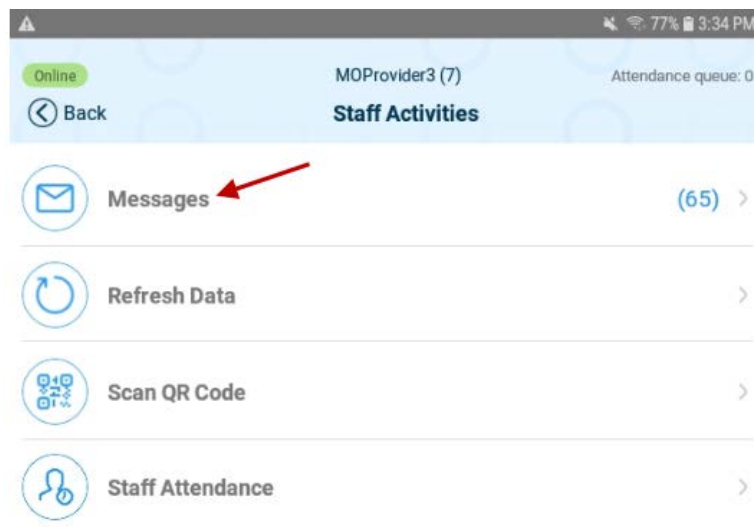 77% 3:34 PM
Online MOProvider3 (7) Attendance queue: 0
Back Staff Activities
Messages (65)
Refresh Data
Scan QR Code
Staff Attendance